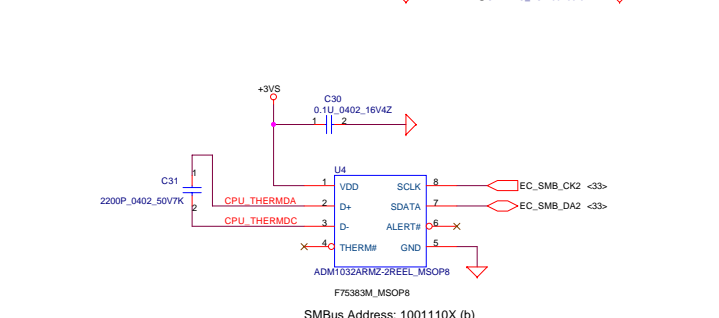 +3VS
C30
0.1U_0402_16V4Z
1 2
U4
C31
1
2200P_0402_50V7K
2
CPU_THERMDA
CPU_THERMDC
1 VDD SCLK 8 EC_SMB_CK2 <33>
2 D+ SDATA 7 EC_SMB_DA2 <33>
3 D- ALERT# 6
4 THERM# GND 5
ADM1032ARMZ-2REEL_MSOP8
F75383M_MSOP8
SMBus Address: 1001110X (b)